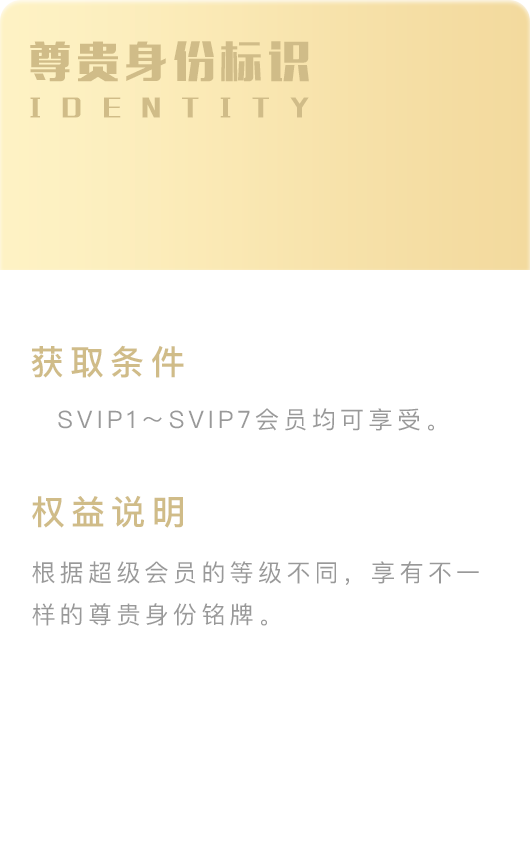 尊贵身份标识
IDENTITY
获取条件
SVIP1～SVIP7会员均可享受。
权益说明
根据超级会员的等级不同，享有不一
样的尊贵身份铭牌。